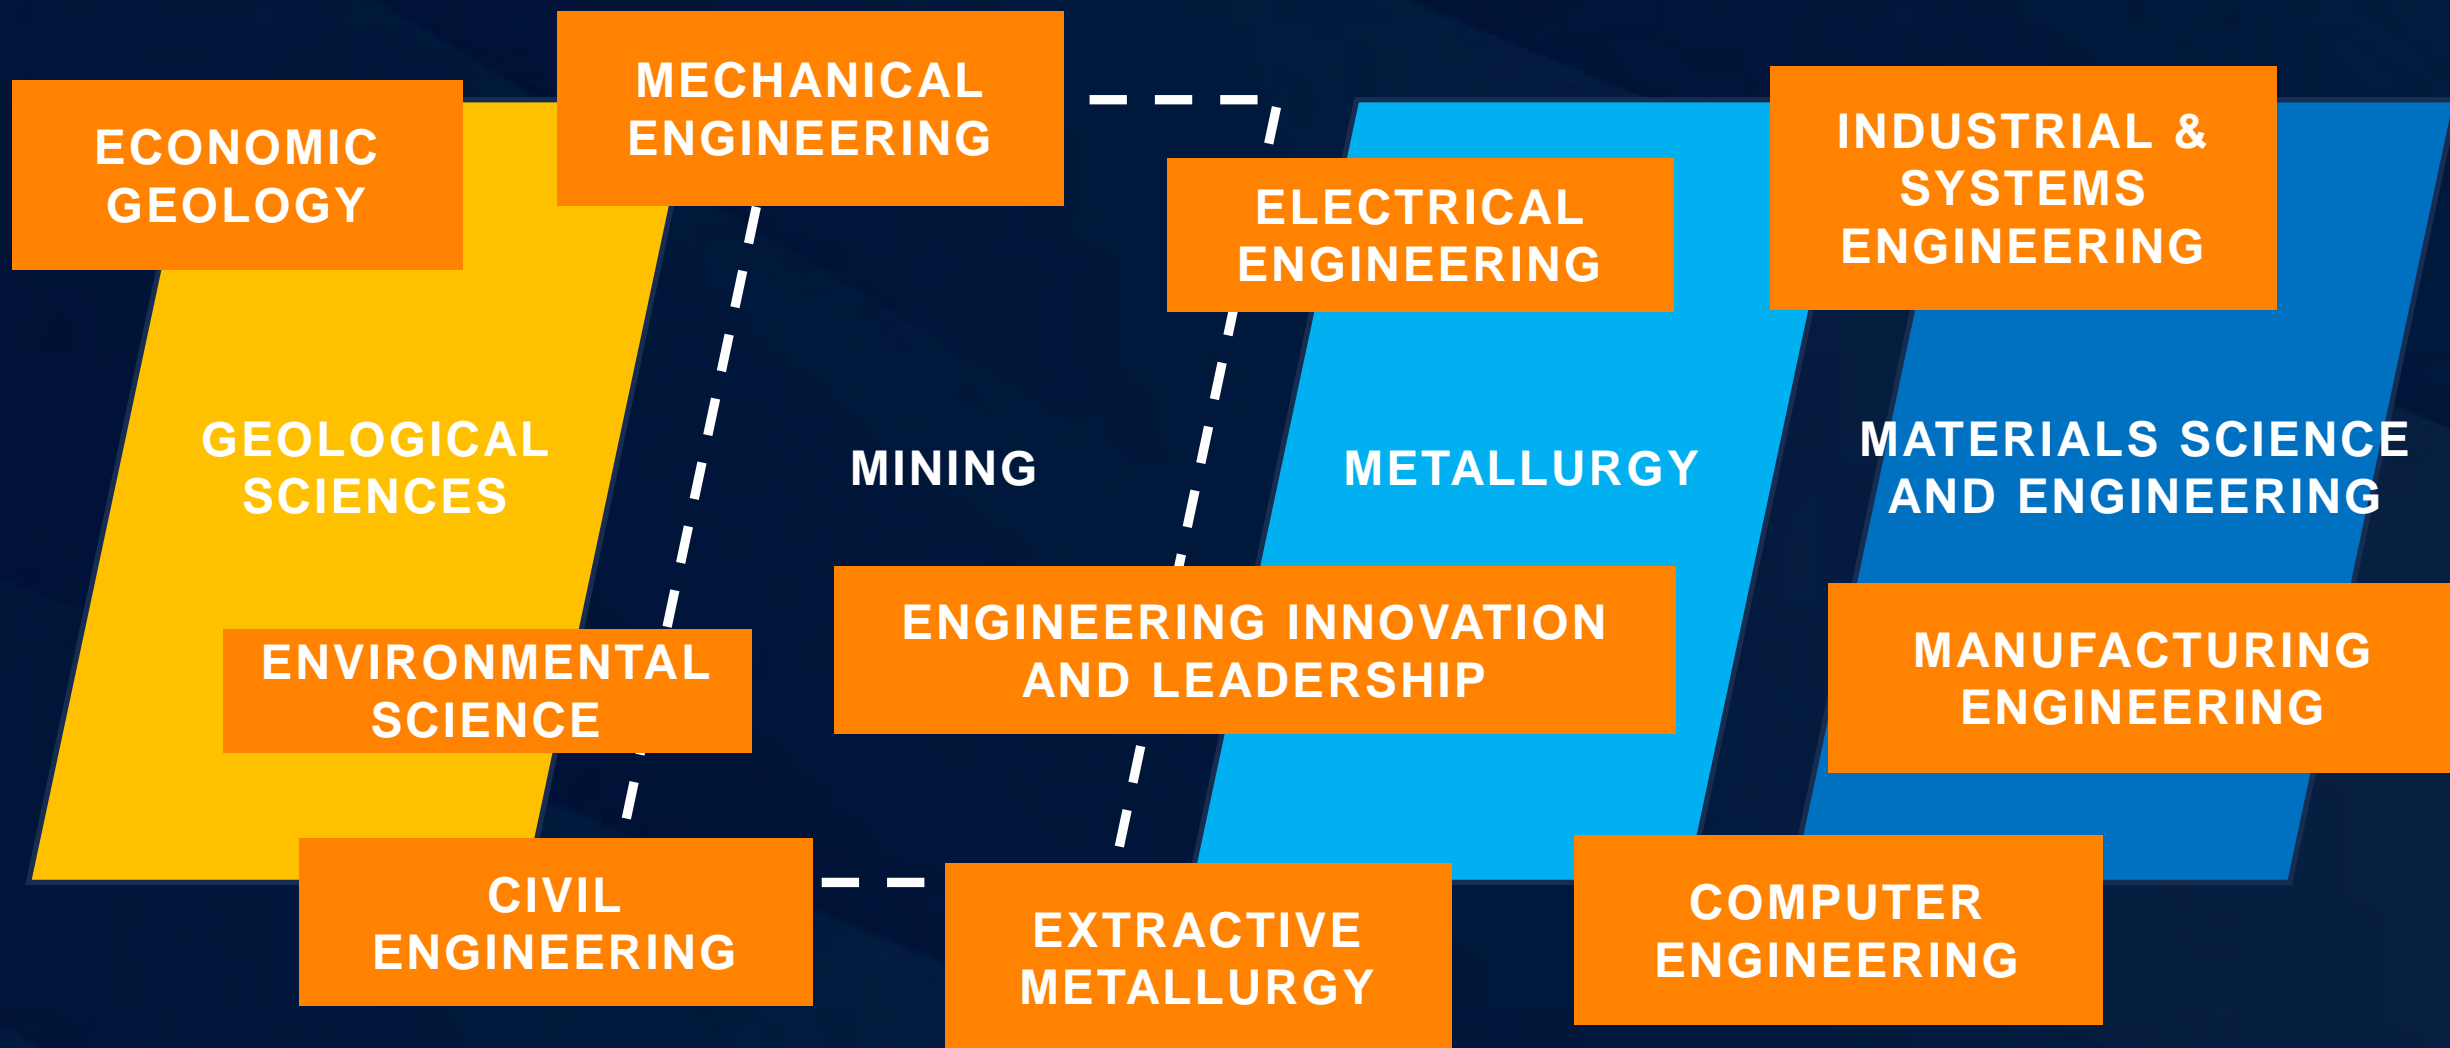 MECHANICAL
ENGINEERING
ECONOMIC
GEOLOGY
INDUSTRIAL &
SYSTEMS
ENGINEERING
ELECTRICAL
ENGINEERING
GEOLOGICAL
SCIENCES
MINING
METALLURGY
MATERIALS SCIENCE
AND ENGINEERING
ENGINEERING INNOVATION
AND LEADERSHIP
ENVIRONMENTAL
SCIENCE
MANUFACTURING
ENGINEERING
CIVIL
ENGINEERING
EXTRACTIVE
METALLURGY
COMPUTER
ENGINEERING